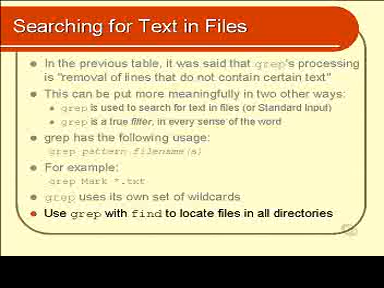 Searching for Text in Files
In the previous table, it was said that grep's processing
is "removal of lines that do not contain certain text"
This can be put more meaningfully in two other ways:
grep is used to search for text in files (or Standard Input)
grep is a true filter, in every sense of the word
grep has the following usage:
grep pattern filename(s)
For example:
grep Mark *.txt
grep uses its own set of wildcards
Use grep with find to locate files in all directories